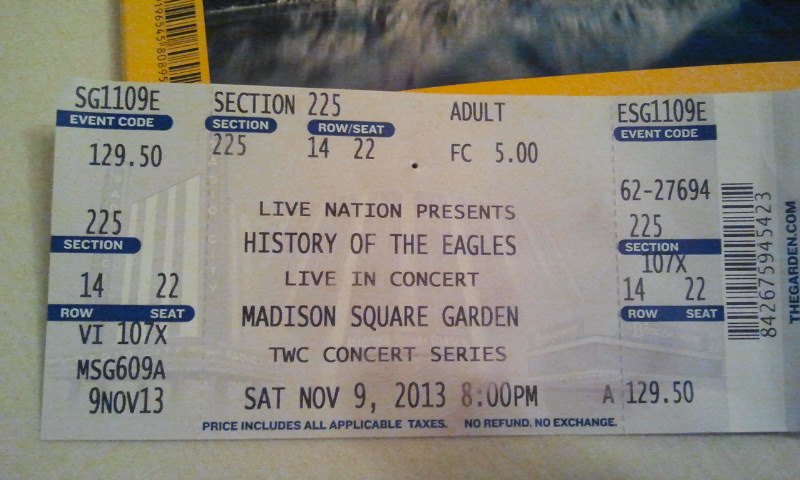 96545 80895
SG1109E
EVENT CODE
129.50
225
SECTION
14 22
ROW SEAT
VI 107X
MSG609A
9NOV13
SECTION 225 ADULT
SECTION ROW/SEAT
225 14 22 FC 5.00
LIVE NATION PRESENTS
HISTORY OF THE EAGLES
LIVE IN CONCERT
MADISON SQUARE GARDEN
TWC CONCERT SERIES
SAT NOV 9, 2013 8:00PM
PRICE INCLUDES ALL APPLICABLE TAXES. NO REFUND. NO EXCHANGE.
ESG1109E
EVENT CODE
62-27694
225
SECTION
107X
14 22
ROW SEAT
A 129.50
842675945423
THEGARDEN.COM